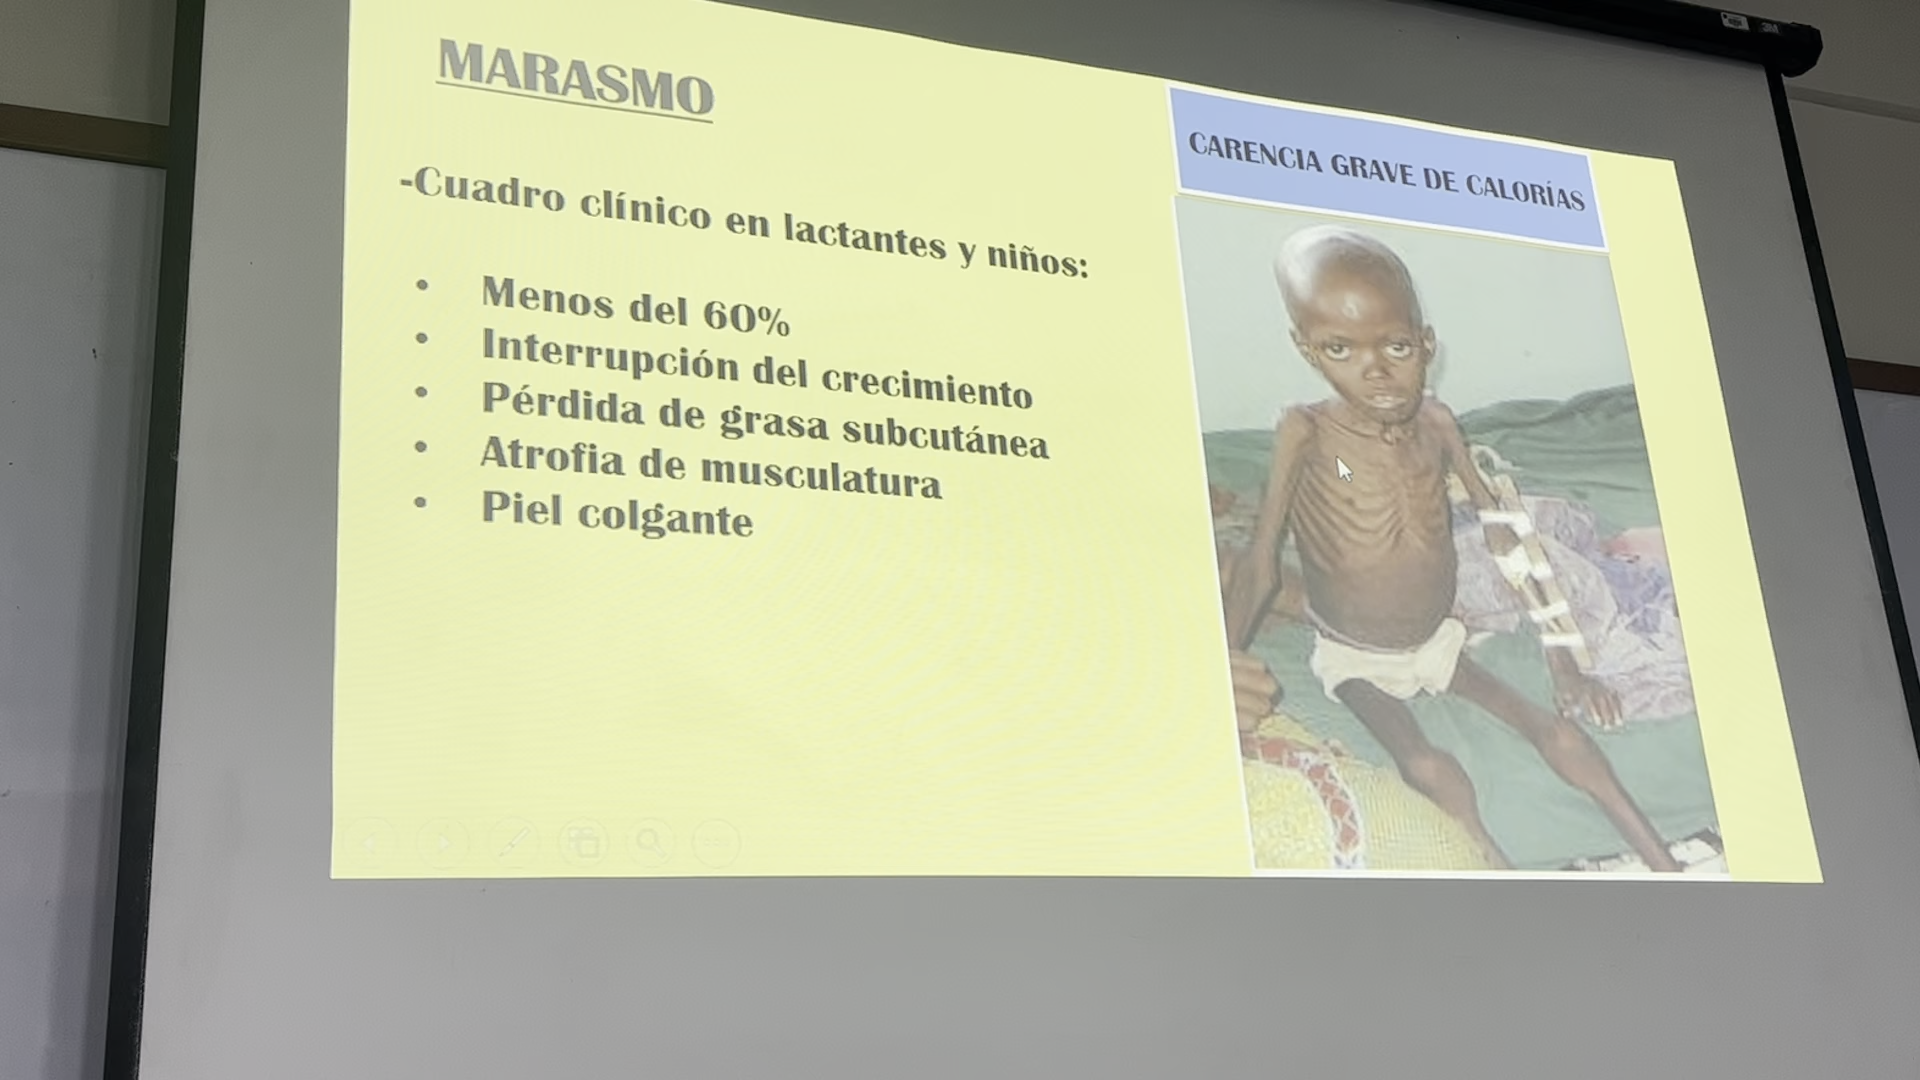 MARASMO
CARENCIA GRAVE DE CALORÍAS
-Cuadro clínico en lactantes y niños:
• Menos del 60%
• Interrupción del crecimiento
• Pérdida de grasa subcutánea
• Atrofia de musculatura
• Piel colgante
3M